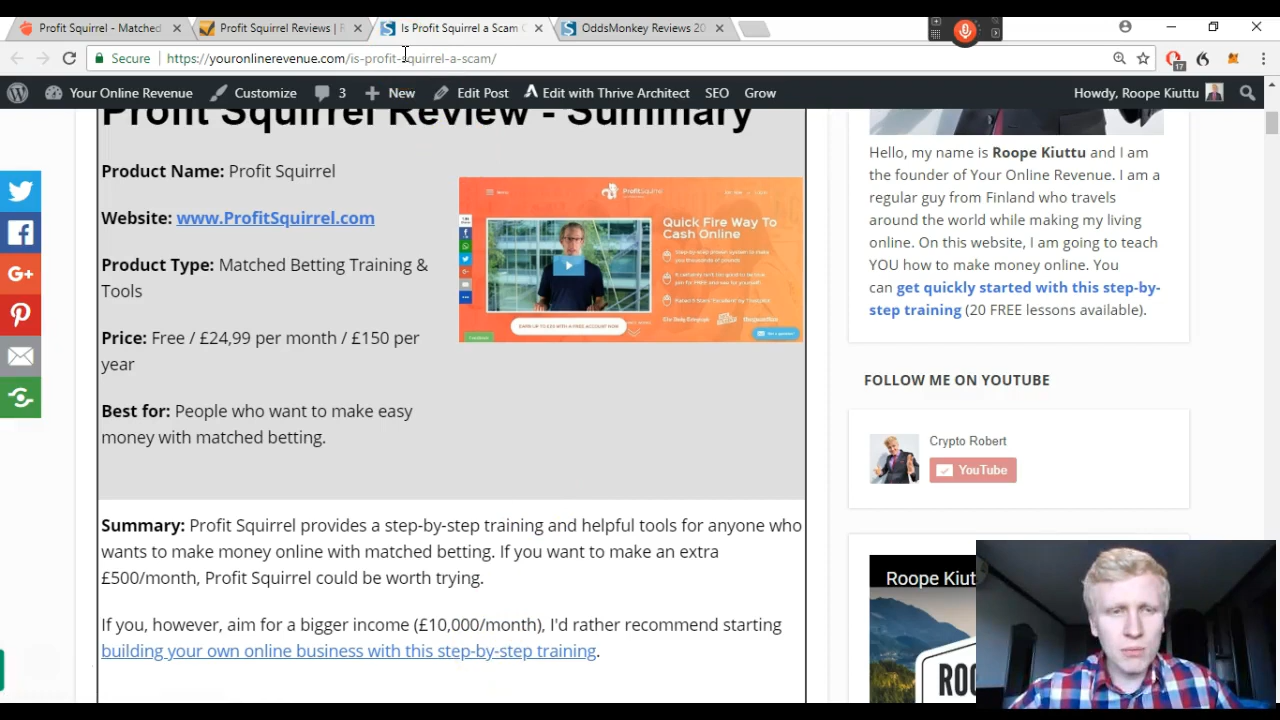 Profit Squirrel - Matched
Profit Squirrel Reviews | R
Is Profit Squirrel a Scam
OddsMonkey Reviews 20
Secure https://youronlinerevenue.com/is-profit-squirrel-a-scam/
17
Your Online Revenue Customize 3 New Edit Post Edit with Thrive Architect SEO Grow Howdy, Roope Kiuttu
Profit Squirrel Review - Summary
Product Name: Profit Squirrel
Website: www.ProfitSquirrel.com
Product Type: Matched Betting Training &
Tools
Price: Free / £24,99 per month / £150 per
year
Best for: People who want to make easy
money with matched betting.
ProfitSquirrel
Quick Fire Way To
Cash Online
Summary: Profit Squirrel provides a step-by-step training and helpful tools for anyone who
wants to make money online with matched betting. If you want to make an extra
£500/month, Profit Squirrel could be worth trying.
If you, however, aim for a bigger income (£10,000/month), I'd rather recommend starting
building your own online business with this step-by-step training.
Hello, my name is Roope Kiuttu and I am
the founder of Your Online Revenue. I am a
regular guy from Finland who travels
around the world while making my living
online. On this website, I am going to teach
YOU how to make money online. You
can get quickly started with this step-by-
step training (20 FREE lessons available).
FOLLOW ME ON YOUTUBE
Crypto Robert
YouTube
Roope Kiut
ROO